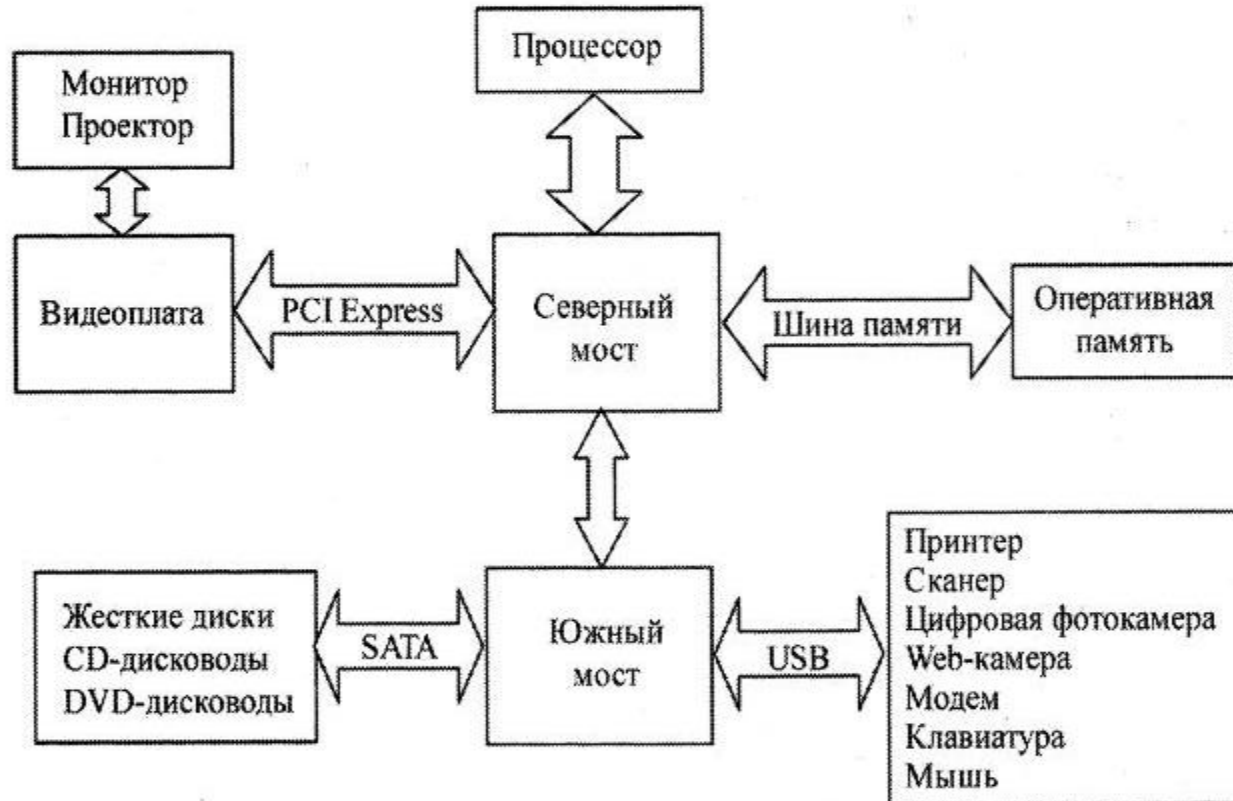 Процессор
Монитор
Проектор
Видеоплата
PCI Express
Северный
мост
Шина памяти
Оперативная
память
Жесткие диски
CD-дисководы
DVD-дисководы
SATA
Южный
мост
USB
Принтер
Сканер
Цифровая фотокамера
Web-камера
Модем
Клавиатура
Мышь